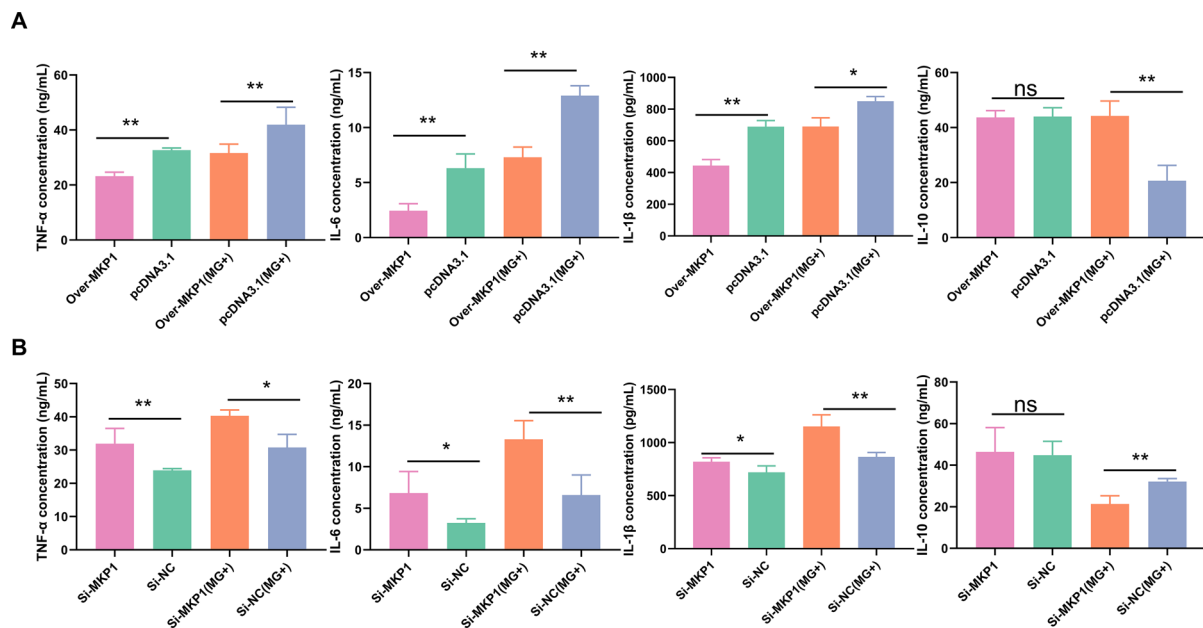 A
TNF-α concentration (ng/mL)
60
40
20
0
**
**
Over-MKP1
pcDNA3.1
Over-MKP1(MG+)
pcDNA3.1(MG+)
IL-6 concentration (ng/mL)
15
10
5
0
**
**
Over-MKP1
pcDNA3.1
Over-MKP1(MG+)
pcDNA3.1(MG+)
IL-1β concentration (pg/mL)
1000
800
600
400
200
0
**
*
Over-MKP1
pcDNA3.1
Over-MKP1(MG+)
pcDNA3.1(MG+)
IL-10 concentration (ng/mL)
60
40
20
0
ns
**
Over-MKP1
pcDNA3.1
Over-MKP1(MG+)
pcDNA3.1(MG+)
B
TNF-α concentration (ng/mL)
50
40
30
20
10
0
**
*
Si-MKP1
Si-NC
Si-MKP1(MG+)
Si-NC(MG+)
IL-6 concentration (ng/mL)
20
15
10
5
0
*
**
Si-MKP1
Si-NC
Si-MKP1(MG+)
Si-NC(MG+)
IL-1β concentration (pg/mL)
1500
1000
500
0
*
**
Si-MKP1
Si-NC
Si-MKP1(MG+)
Si-NC(MG+)
IL-10 concentration (ng/mL)
80
60
40
20
0
ns
**
Si-MKP1
Si-NC
Si-MKP1(MG+)
Si-NC(MG+)